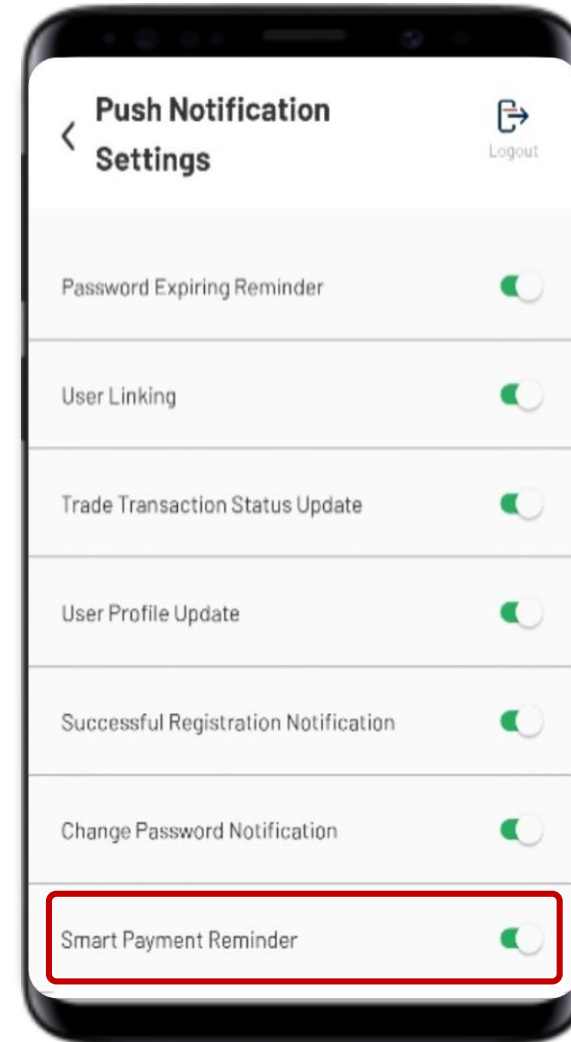 Push Notification
Settings
Logout
Password Expiring Reminder
User Linking
Trade Transaction Status Update
User Profile Update
Successful Registration Notification
Change Password Notification
Smart Payment Reminder